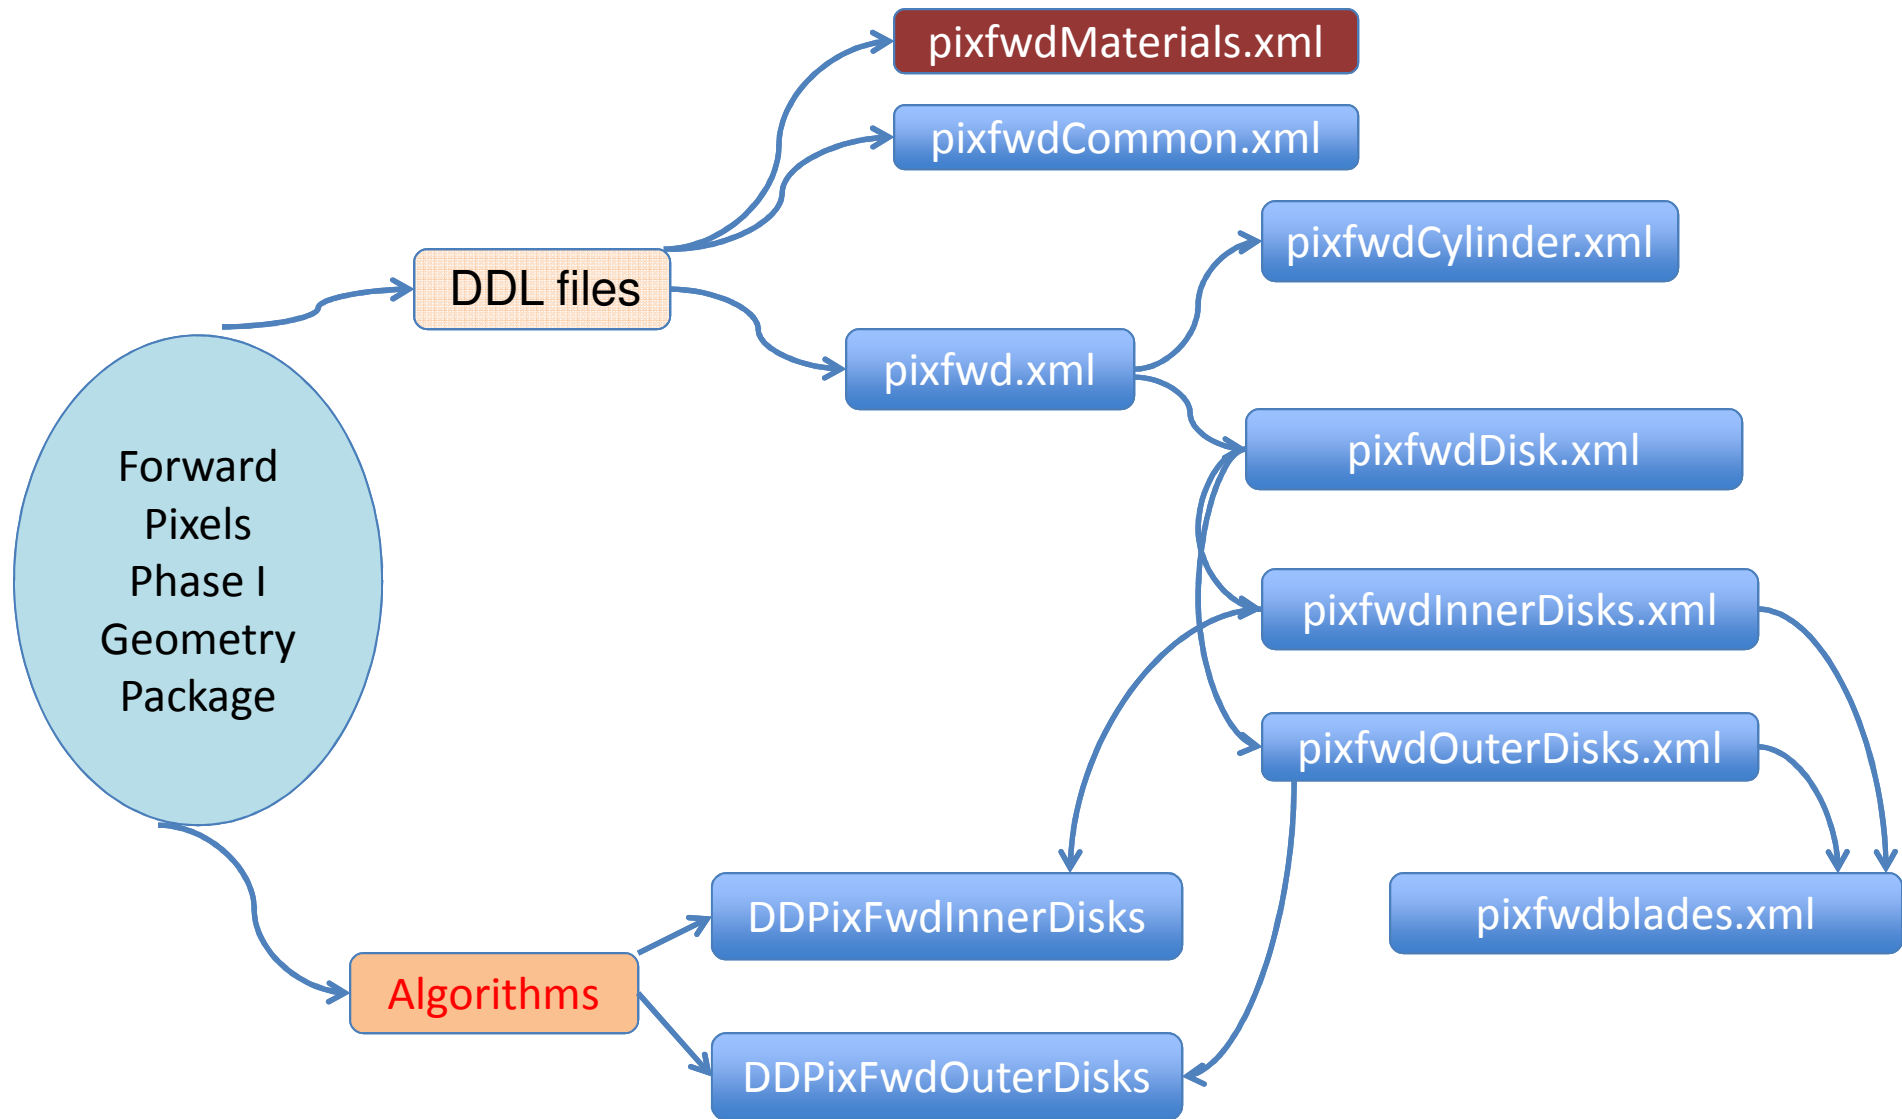 pixfwdMaterials.xml
pixfwdCommon.xml
pixfwdCylinder.xml
DDL files
pixfwd.xml
pixfwdDisk.xml
Forward
Pixels
Phase I
Geometry
Package
pixfwdInnerDisks.xml
pixfwdOuterDisks.xml
DDPixFwdInnerDisks
pixfwdblades.xml
Algorithms
DDPixFwdOuterDisks